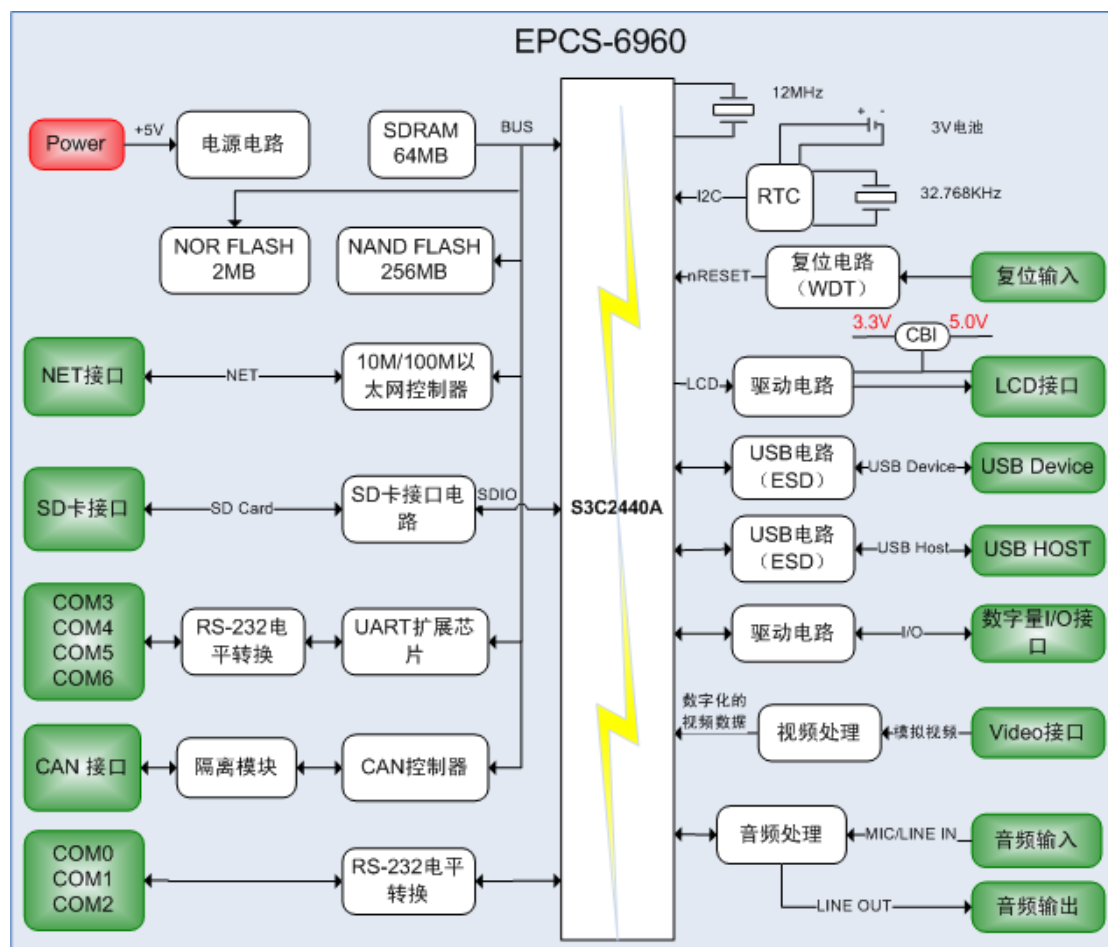 EPCS-6960
Power
+5V
电源电路
SDRAM
64MB
BUS
NOR FLASH
2MB
NAND FLASH
256MB
NET接口
NET
10M/100M以
太网控制器
SD卡接口
SD Card
SD卡接口电
路
SDIO
COM3
COM4
COM5
COM6
RS-232电
平转换
UART扩展芯
片
CAN 接口
隔离模块
CAN控制器
COM0
COM1
COM2
RS-232电平
转换
S3C2440A
12MHz
+ -
3V电池
I2C
RTC
32.768KHz
nRESET
复位电路
（WDT）
复位输入
3.3V
CBI
5.0V
LCD
驱动电路
LCD接口
USB电路
（ESD）
USB Device
USB Device
USB电路
（ESD）
USB Host
USB HOST
驱动电路
I/O
数字量I/O接
口
数字化的
视频数据
视频处理
模拟视频
Video接口
音频处理
MIC/LINE IN
音频输入
LINE OUT
音频输出